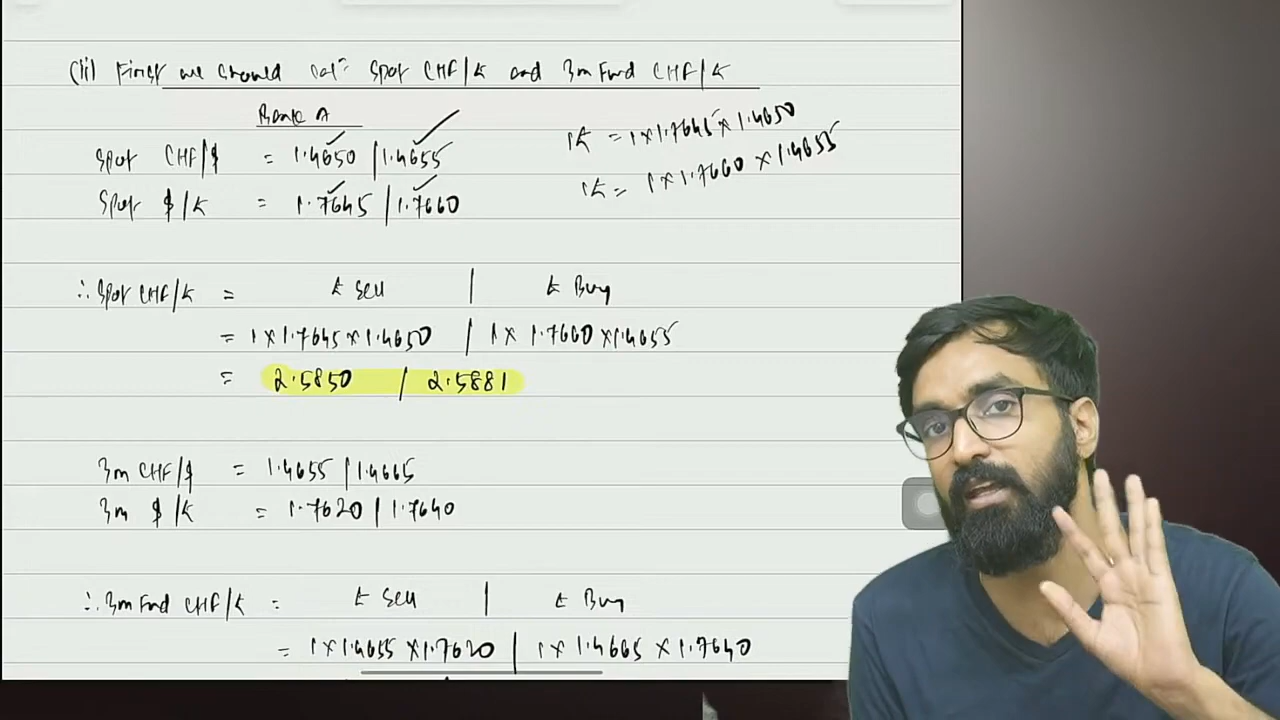 (ii) First we should calⁿ Spot CHF/£ and 3m Fwd CHF/£
Bank A
Spot CHF/$ = 1.4650 / 1.4655
1£ = 1×1.7645×1.4650
Spot $/£ = 1.7645 / 1.7660
1£ = 1×1.7660×1.4655
∴ Spot CHF/£ = £ Sell | £ Buy
= 1×1.7645×1.4650 / 1×1.7660×1.4655
= 2.5850 / 2.5881
3m CHF/$ = 1.4655 / 1.4665
3m $/£ = 1.7620 / 1.7640
∴ 3m Fwd CHF/£ = £ Sell | £ Buy
= 1×1.4655×1.7620 | 1×1.4665×1.7640